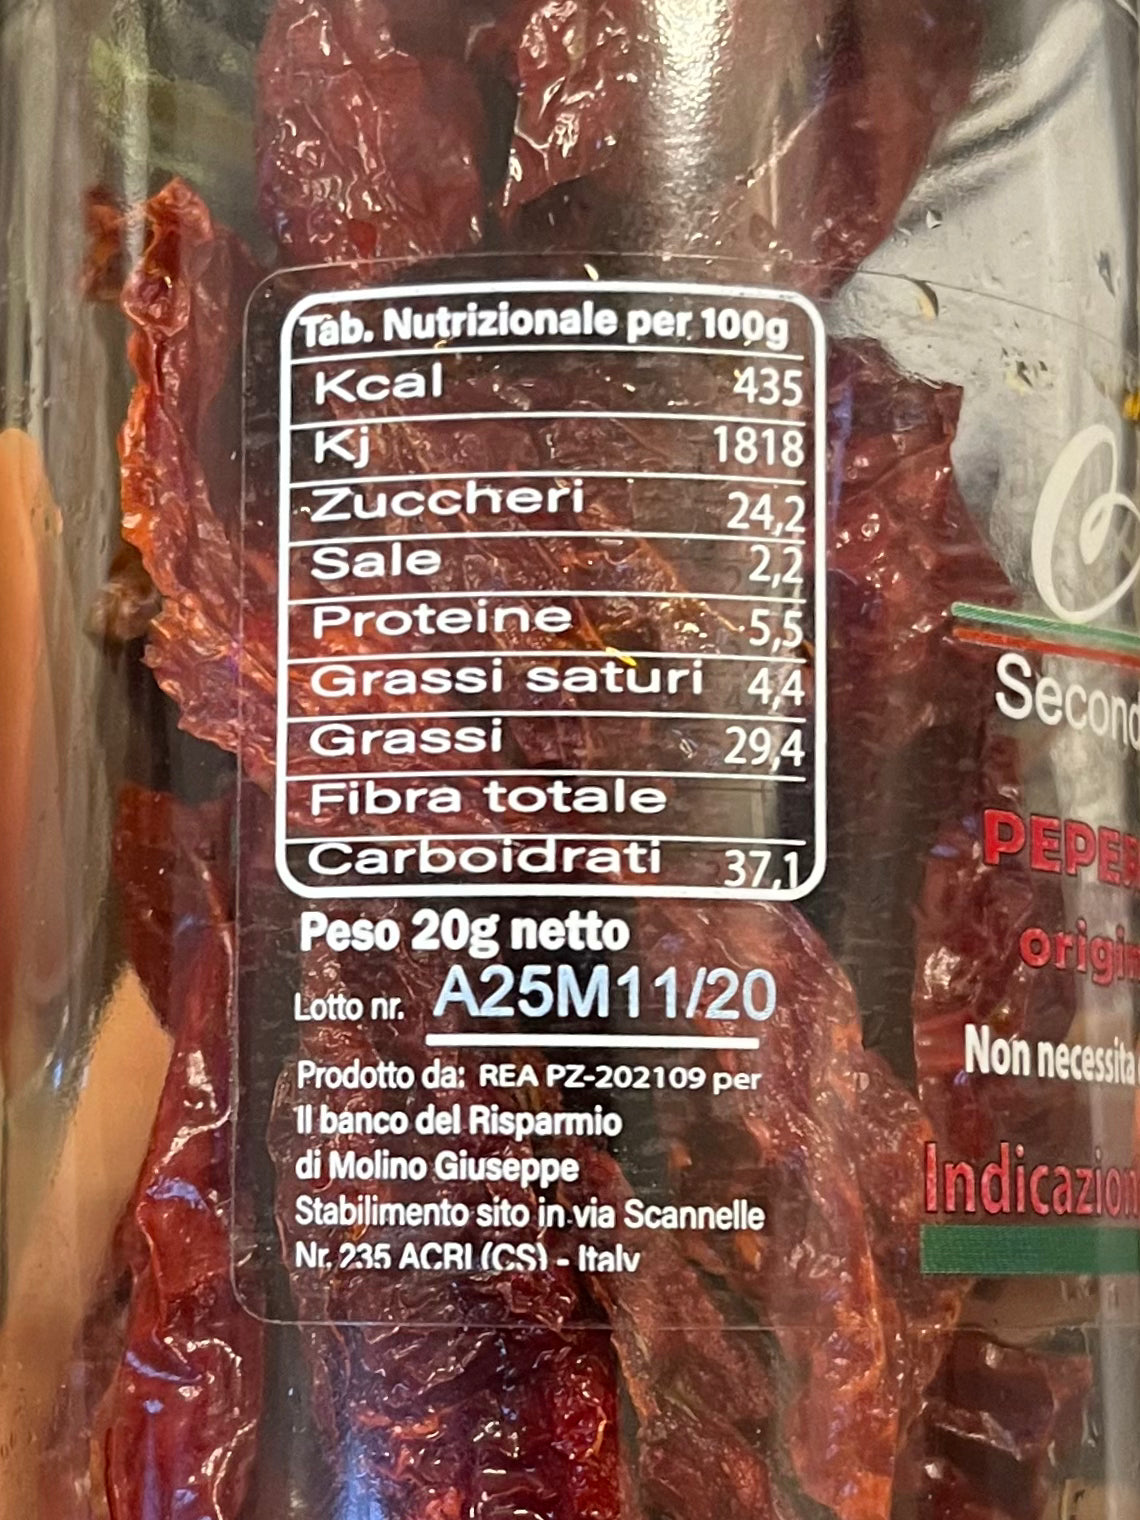 Tab. Nutrizionale per 100g
Kcal 435
Kj 1818
Zuccheri 24,2
Sale 2,2
Proteine 5,5
Grassi saturi 4,4
Grassi 29,4
Fibra totale
Carboidrati 37,1
Peso 20g netto
Lotto nr. A25M11/20
Prodotto da: REA PZ-202109 per
Il banco del Risparmio
di Molino Giuseppe
Stabilimento sito in via Scannelle
Nr. 235 ACRI (CS) - Italy
Second
PEPER
origin
Non necessita
Indicazion